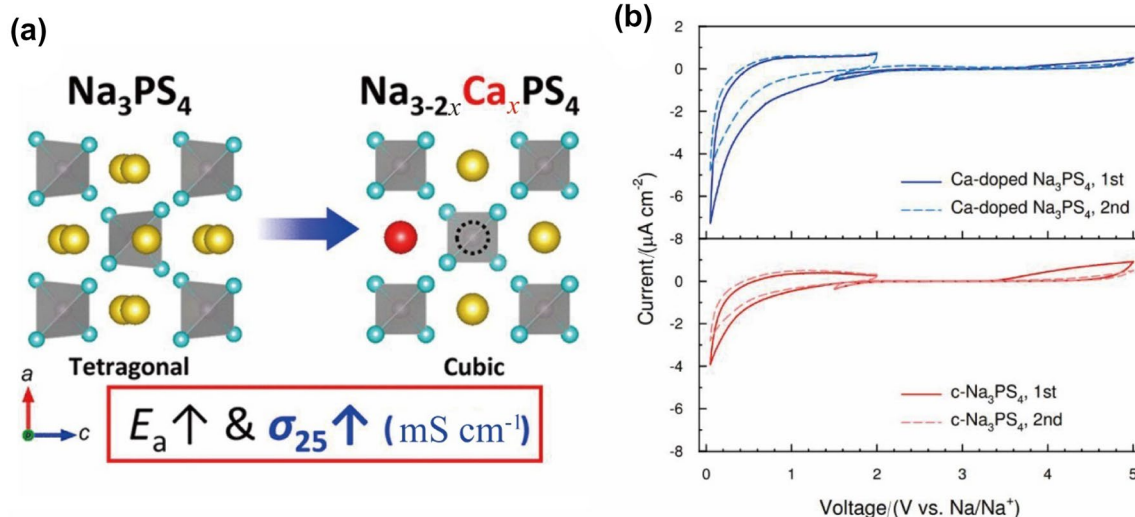 (a)
Na₃PS₄
Na₃₋₂ₓCaₓPS₄
Tetragonal
Cubic
a
c
Eₐ↑ & σ₂₅↑ (mS cm⁻¹)
(b)
2
0
-2
-4
-6
-8
Ca-doped Na₃PS₄, 1st
Ca-doped Na₃PS₄, 2nd
0
-2
-4
-6
-8
c-Na₃PS₄, 1st
c-Na₃PS₄, 2nd
Current/(μA cm⁻²)
0 1 2 3 4 5
Voltage/(V vs. Na/Na⁺)